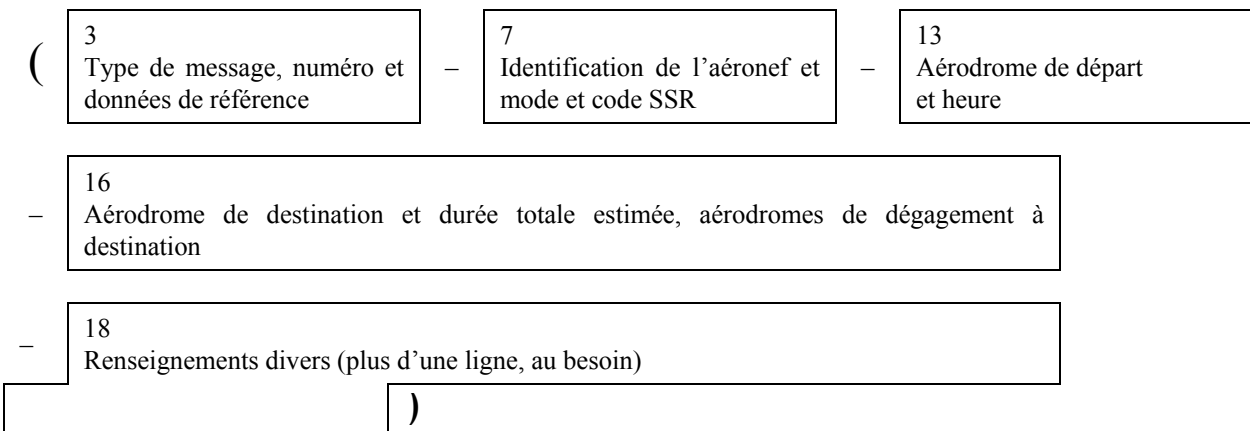 ( 3 7 13
Type de message, numéro et – Identification de l’aéronef et – Aérodrome de départ
données de référence mode et code SSR et heure
16
– Aérodrome de destination et durée totale estimée, aérodromes de dégagement à
destination
18
– Renseignements divers (plus d’une ligne, au besoin)
)